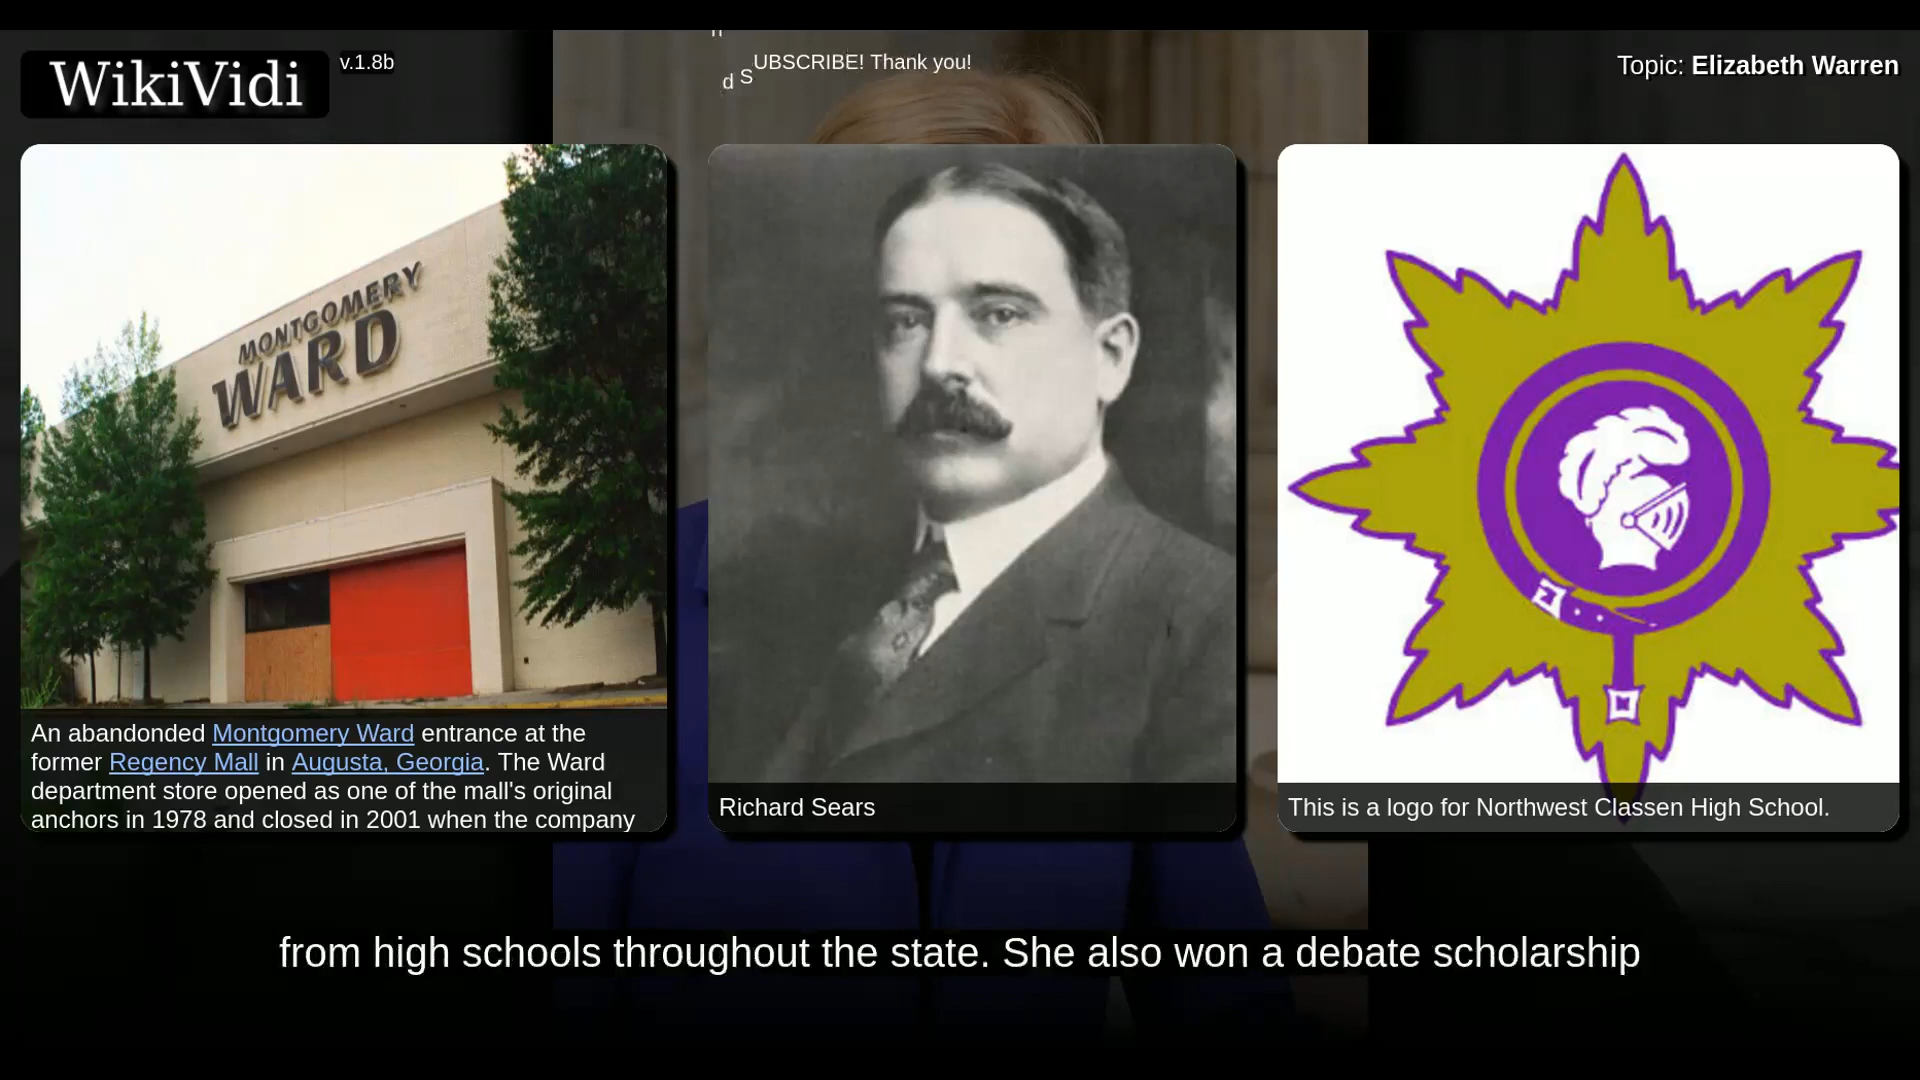 WikiVidi
v.1.8b
d S
UBSCRIBE! Thank you!
Topic: Elizabeth Warren
MONTGOMERY
WARD
An abandonded Montgomery Ward entrance at the
former Regency Mall in Augusta, Georgia. The Ward
department store opened as one of the mall's original
anchors in 1978 and closed in 2001 when the company
Richard Sears
This is a logo for Northwest Classen High School.
from high schools throughout the state. She also won a debate scholarship